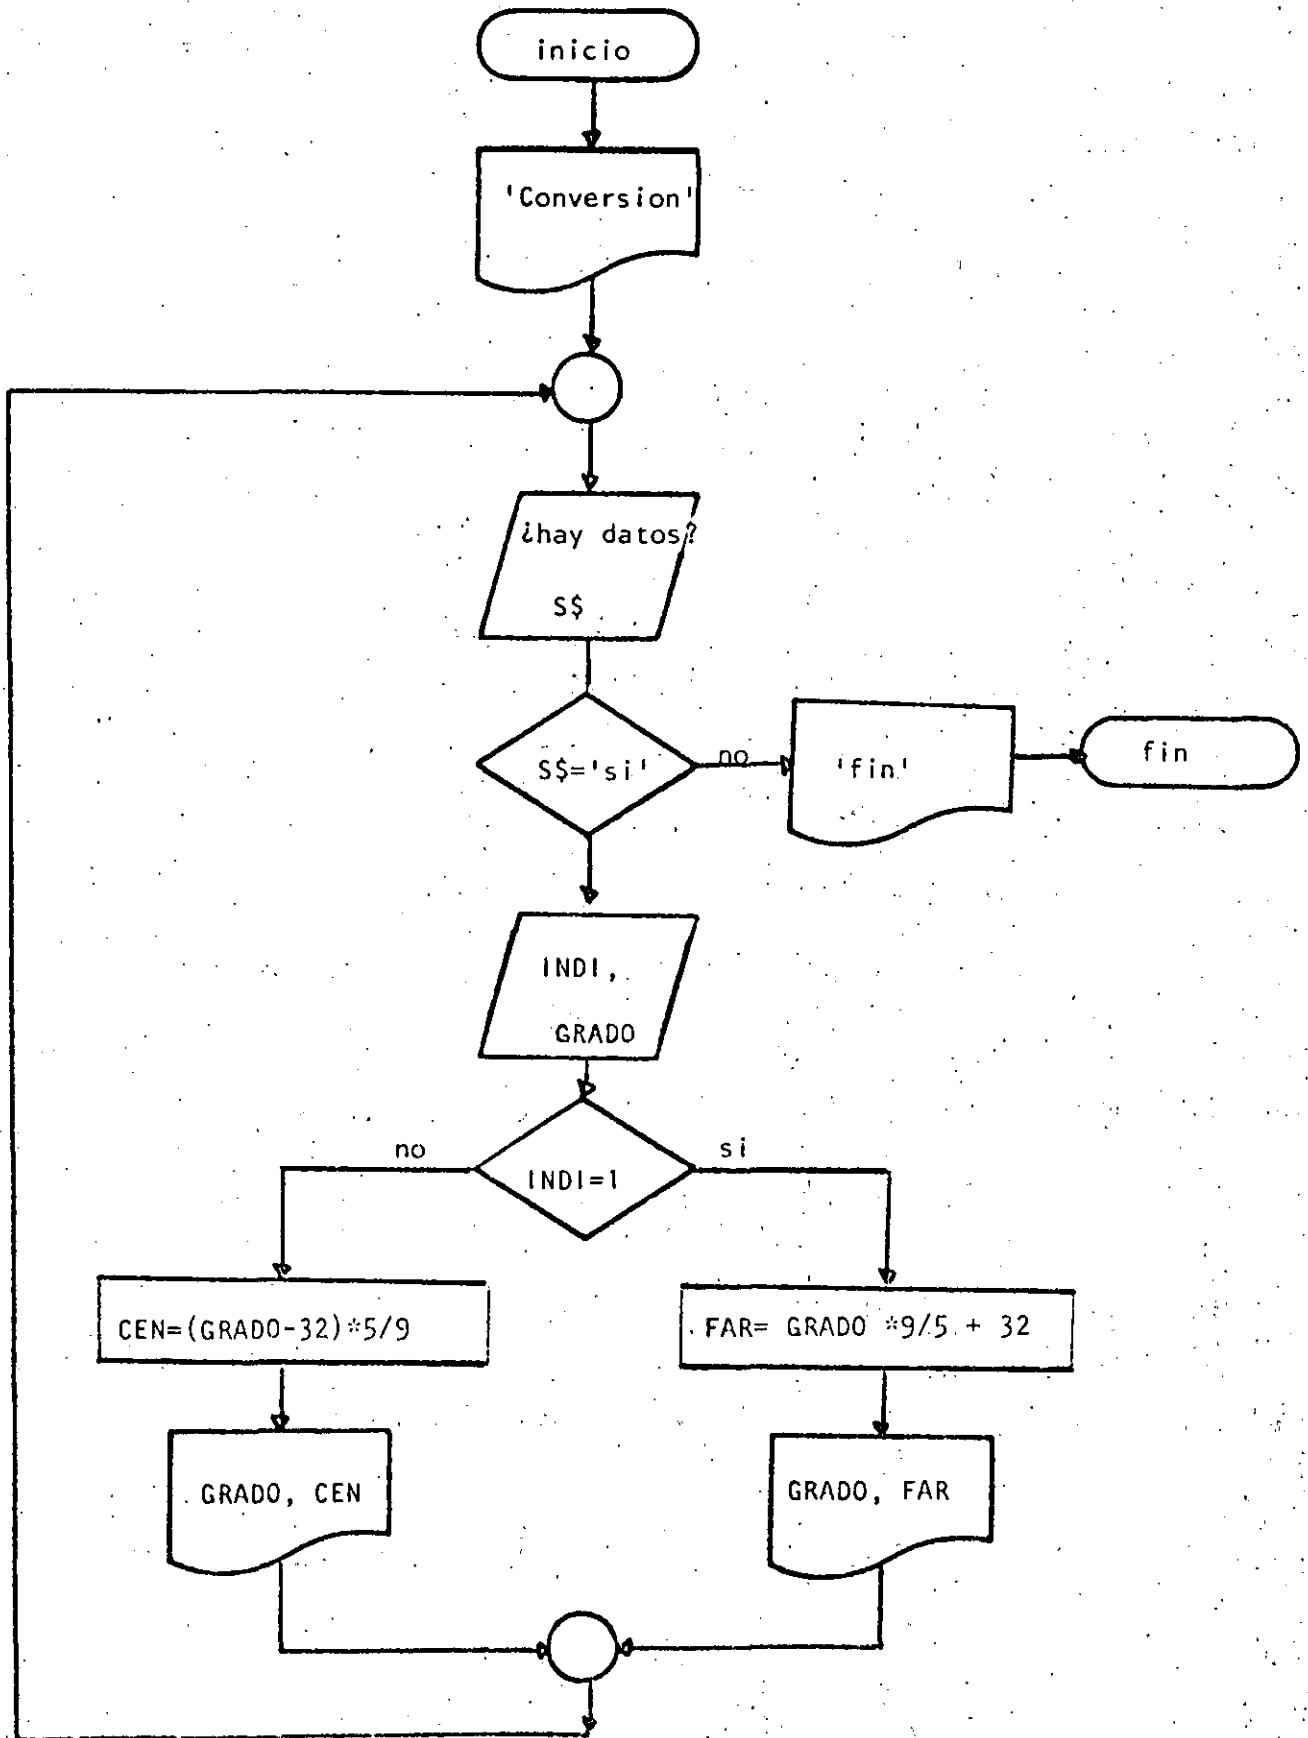 inicio
'Conversion'
¿hay datos?
S$
S$='si'
no
'fin'
fin
INDI,
GRADO
no
si
INDI=1
CEN=(GRADO-32)*5/9
FAR= GRADO *9/5 + 32
GRADO, CEN
GRADO, FAR